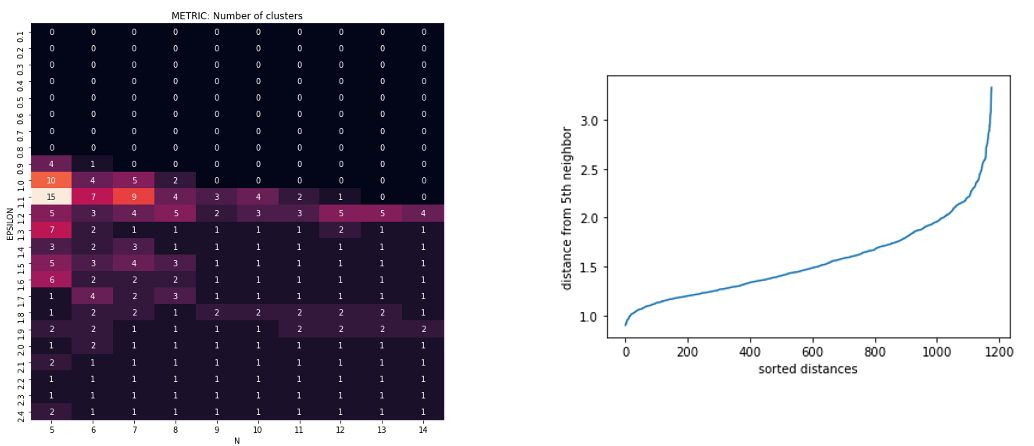 METRIC: Number of clusters
EPSILON
0.1 0 0 0 0 0 0 0 0 0 0
0.2 0 0 0 0 0 0 0 0 0 0
0.3 0 0 0 0 0 0 0 0 0 0
0.4 0 0 0 0 0 0 0 0 0 0
0.5 0 0 0 0 0 0 0 0 0 0
0.6 0 0 0 0 0 0 0 0 0 0
0.7 0 0 0 0 0 0 0 0 0 0
0.8 0 0 0 0 0 0 0 0 0 0
0.9 4 1 0 0 0 0 0 0 0 0
1.0 10 4 5 2 0 0 0 0 0 0
1.1 15 7 9 4 3 4 2 1 0 0
1.2 5 3 4 5 2 3 3 5 5 4
1.3 7 2 1 1 1 1 1 2 1 1
1.4 3 2 3 1 1 1 1 1 1 1
1.5 5 3 4 3 1 1 1 1 1 1
1.6 6 2 2 2 1 1 1 1 1 1
1.7 1 4 2 3 1 1 1 1 1 1
1.8 1 2 2 1 2 2 2 2 2 1
1.9 2 2 1 1 1 1 2 2 2 2
2.0 1 2 1 1 1 1 1 1 1 1
2.1 2 1 1 1 1 1 1 1 1 1
2.2 1 1 1 1 1 1 1 1 1 1
2.3 1 1 1 1 1 1 1 1 1 1
2.4 2 1 1 1 1 1 1 1 1 1
5 6 7 8 9 10 11 12 13 14
N
distance from 5th neighbor
3.0
2.5
2.0
1.5
1.0
0 200 400 600 800 1000 1200
sorted distances